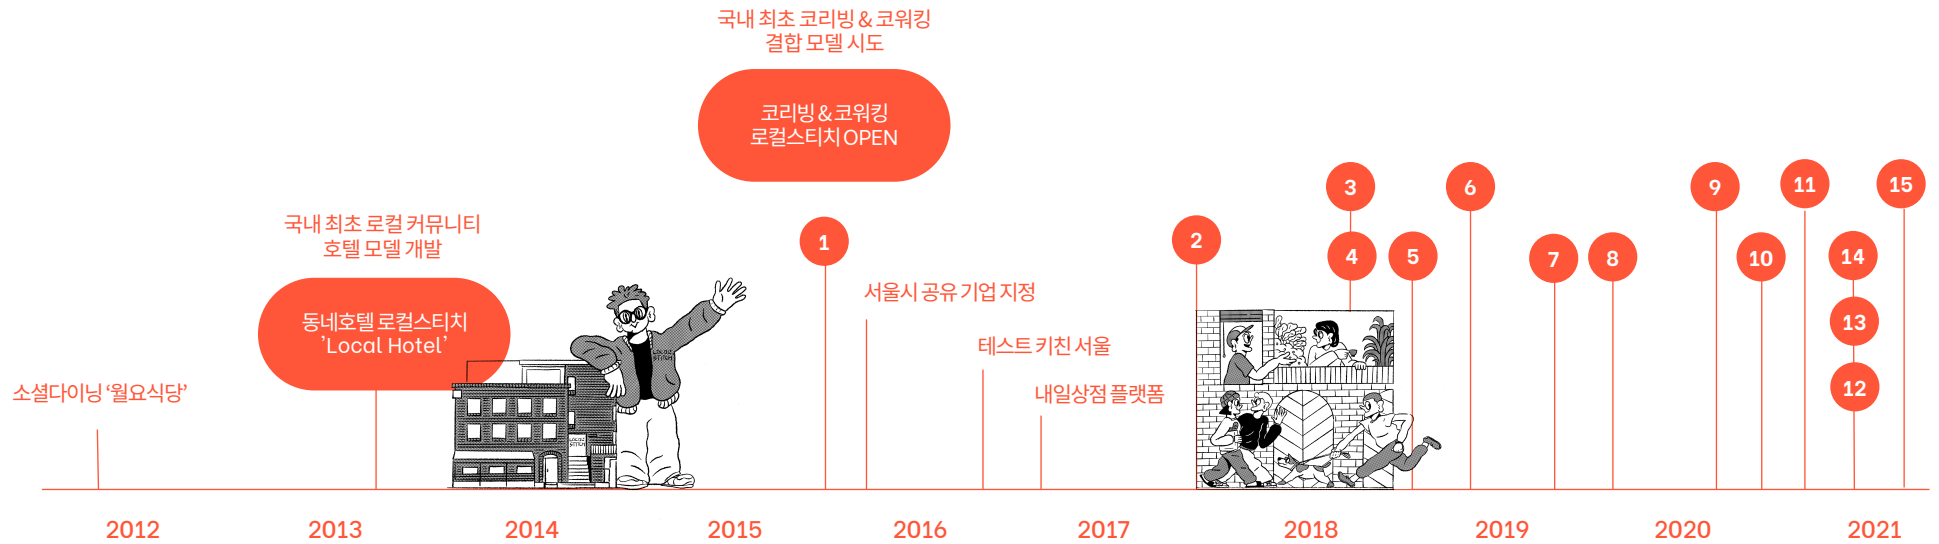 국내 최초 코리빙 & 코워킹
결합 모델 시도
코리빙 & 코워킹
로컬스티치 OPEN
국내 최초 로컬 커뮤니티
호텔 모델 개발
동네호텔 로컬스티치
'Local Hotel'
소셜다이닝 ‘월요식당’
1
서울시 공유 기업 지정
테스트 키친 서울
내일상점 플랫폼
2
3
4
5
6
7
8
9
10
11
14
13
12
15
LOCAL
STITCH
LOCAL
STITCH
2012
2013
2014
2015
2016
2017
2018
2019
2020
2021